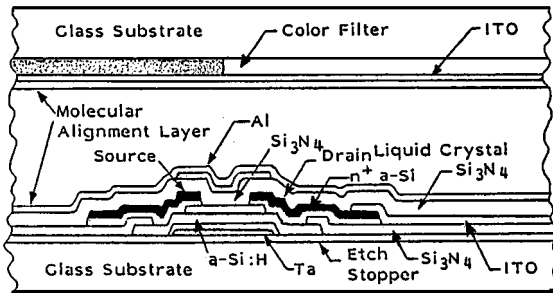 Glass Substrate
Color Filter
ITO
Molecular
Alignment Layer
Al
Si3N4
Source
Drain
Liquid Crystal
n+ a-Si
Si3N4
a-Si:H
Ta
Etch
Stopper
Si3N4
ITO
Glass Substrate